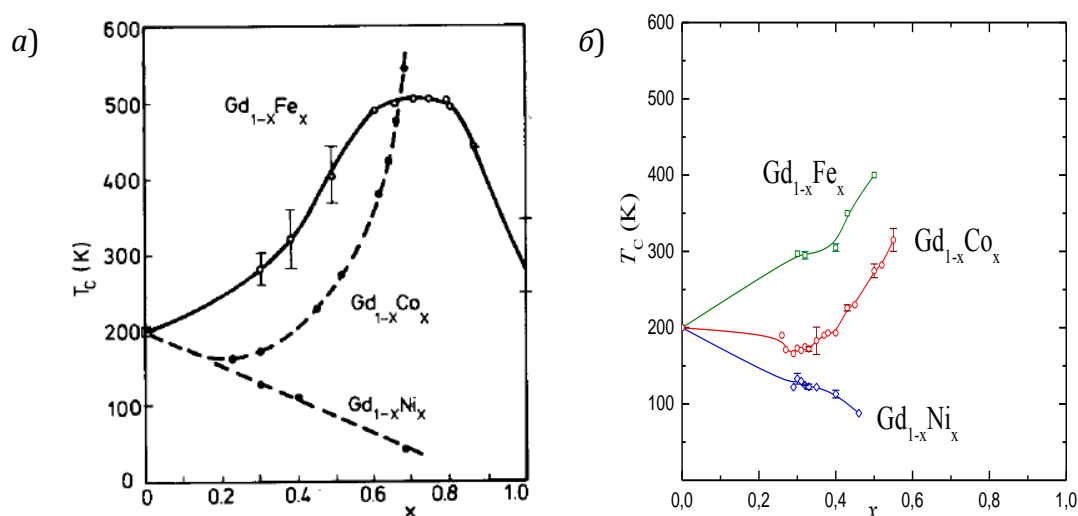 а)
600
500
400
300
200
100
0
T_C (K)
Gd_{1-x}Fe_x
Gd_{1-x}Co_x
Gd_{1-x}Ni_x
0 0.2 0.4 0.6 0.8 1.0
x
б)
600
500
400
300
200
100
T_C (K)
Gd_{1-x}Fe_x
Gd_{1-x}Co_x
Gd_{1-x}Ni_x
0,0 0,2 0,4 0,6 0,8 1,0
x